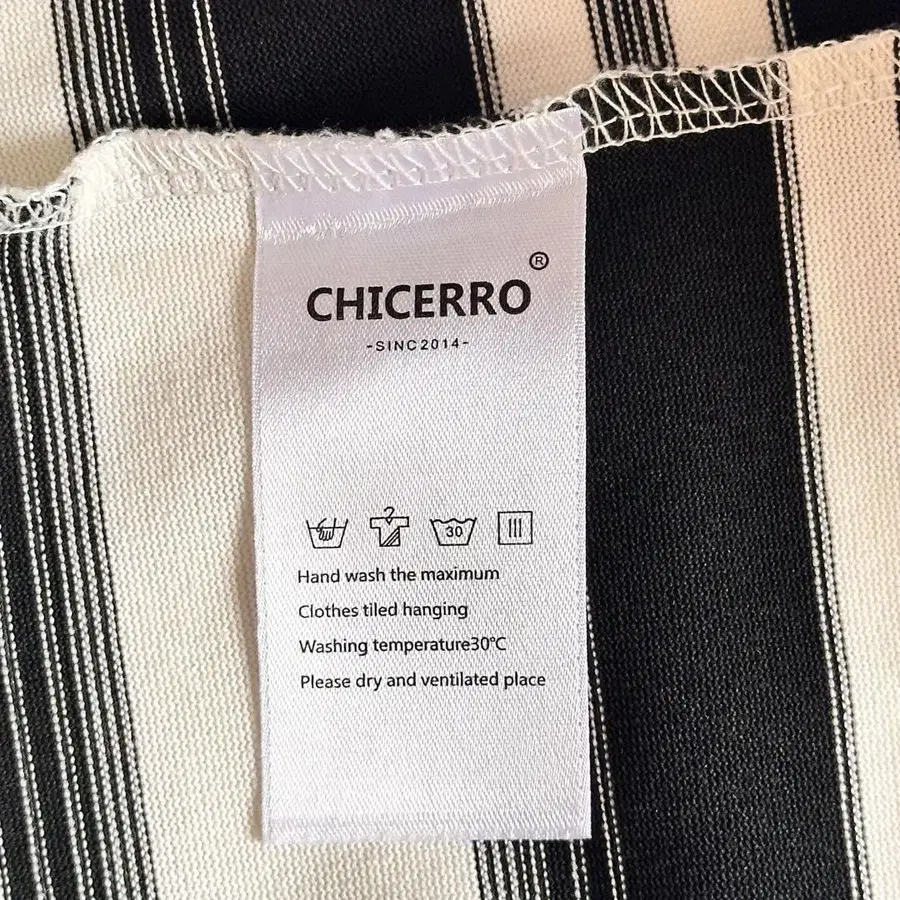 CHICERRO®
-SINC2014-
30
Hand wash the maximum
Clothes tiled hanging
Washing temperature30℃
Please dry and ventilated place